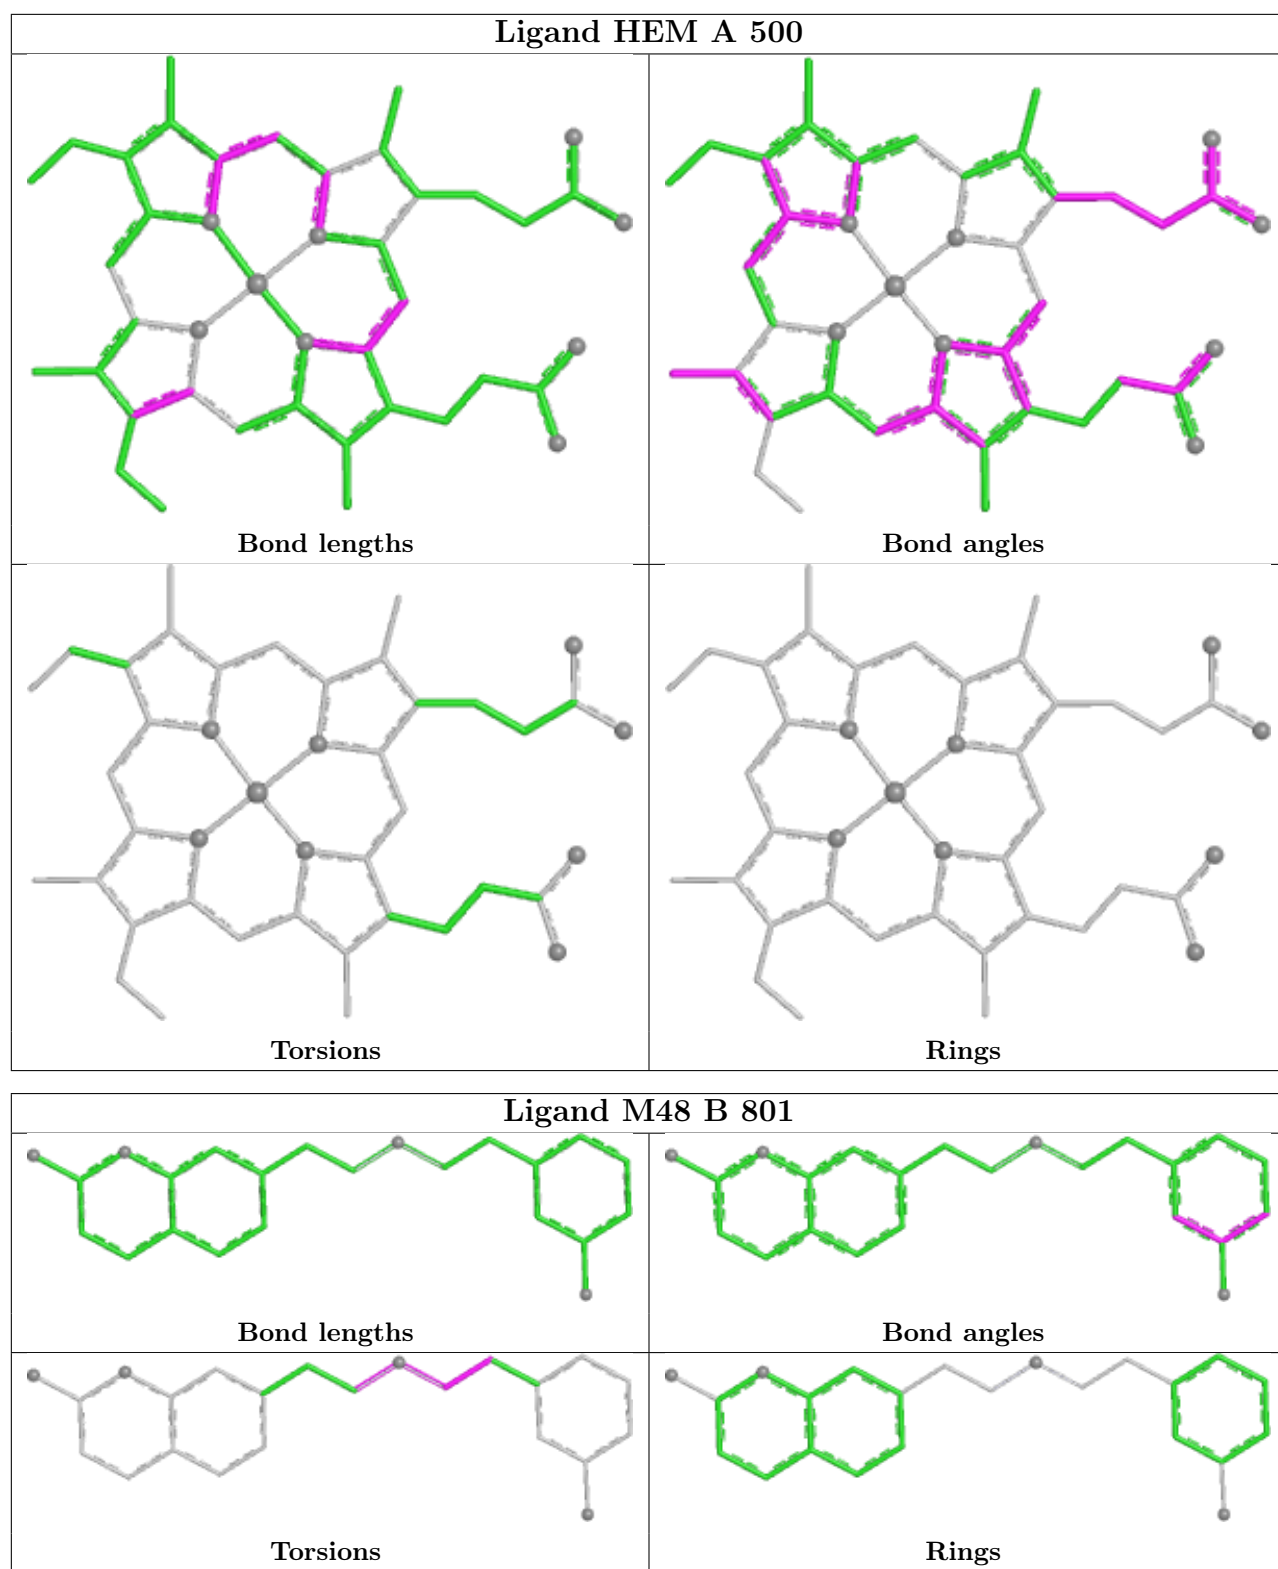 Ligand HEM A 500
Bond lengths
Bond angles
Torsions
Rings
Ligand M48 B 801
Bond lengths
Bond angles
Torsions
Rings